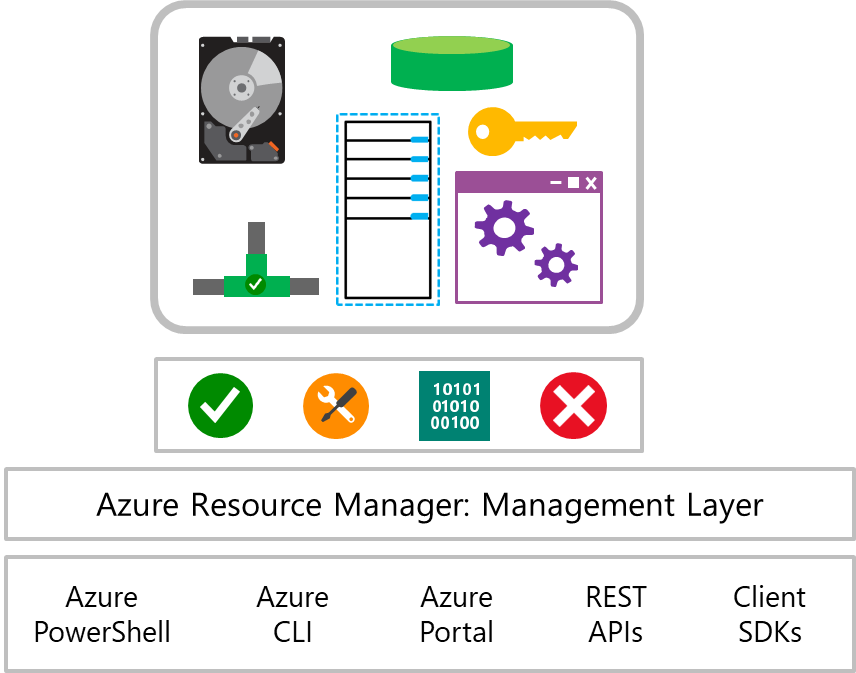 10101
01010
00100
Azure Resource Manager: Management Layer
Azure PowerShell
Azure CLI
Azure Portal
REST APIs
Client SDKs